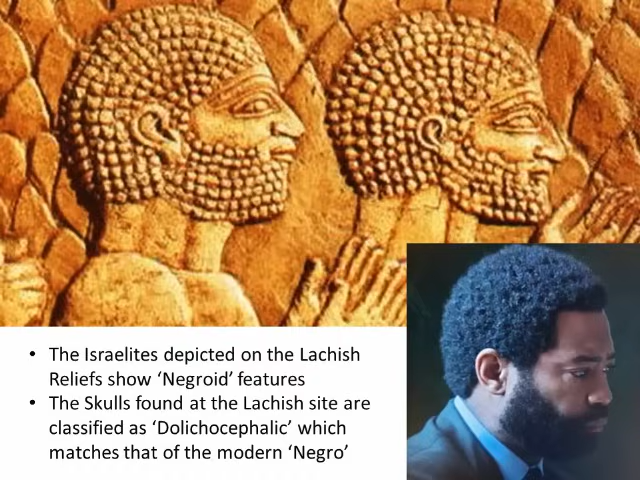 • The Israelites depicted on the Lachish
Reliefs show ‘Negroid’ features
• The Skulls found at the Lachish site are
classified as ‘Dolichocephalic’ which
matches that of the modern ‘Negro’